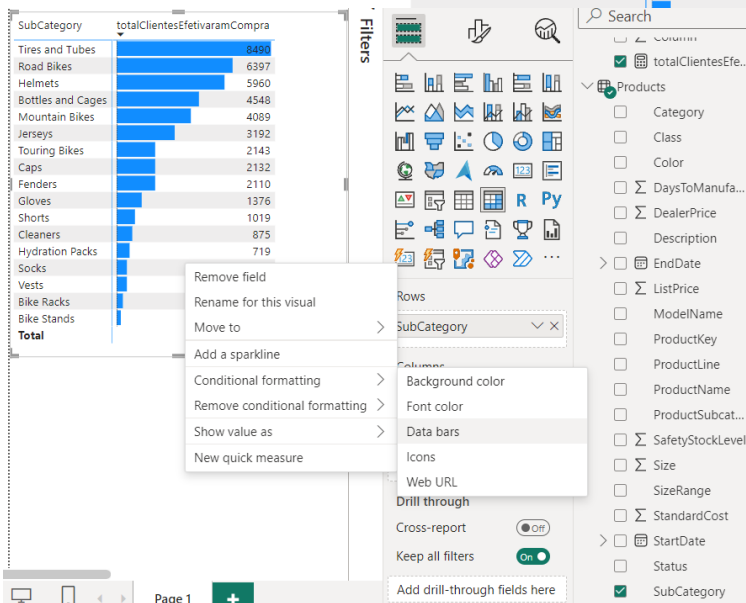 SubCategory totalClientesEfetivaramCompra
Tires and Tubes 8490
Road Bikes 6397
Helmets 5960
Bottles and Cages 4548
Mountain Bikes 4089
Jerseys 3192
Touring Bikes 2143
Caps 2132
Fenders 2110
Gloves 1376
Shorts 1019
Cleaners 875
Hydration Packs 719
Socks
Vests
Bike Racks
Bike Stands
Total
Remove field
Rename for this visual
Move to
Add a sparkline
Conditional formatting
Remove conditional formatting
Show value as
New quick measure
Background color
Font color
Data bars
Icons
Web URL
Page 1
Filters
123
R
Py
123
Rows
SubCategory
Columns
Drill through
Cross-report
Off
Keep all filters
On
Add drill-through fields here
Search
Column
totalClientesEfe...
Products
Category
Class
Color
DaysToManufa...
DealerPrice
Description
EndDate
ListPrice
ModelName
ProductKey
ProductLine
ProductName
ProductSubcat...
SafetyStockLevel
Size
SizeRange
StandardCost
StartDate
Status
SubCategory